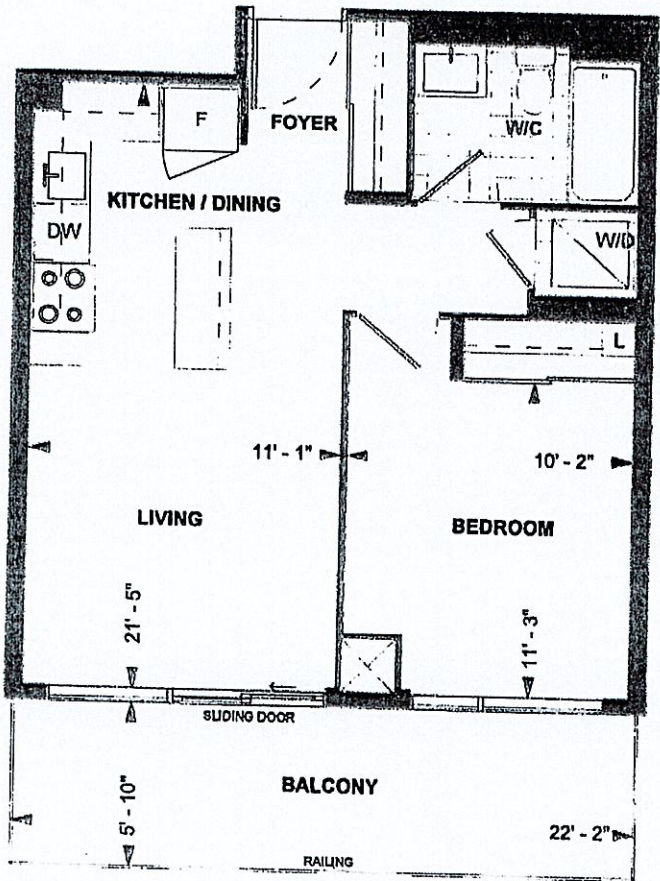 F
FOYER
W/C
KITCHEN / DINING
DW
W/D
L
11' - 1"
10' - 2"
LIVING
BEDROOM
21' - 5"
11' - 3"
SLIDING DOOR
BALCONY
5' - 10"
22' - 2"
RAILING